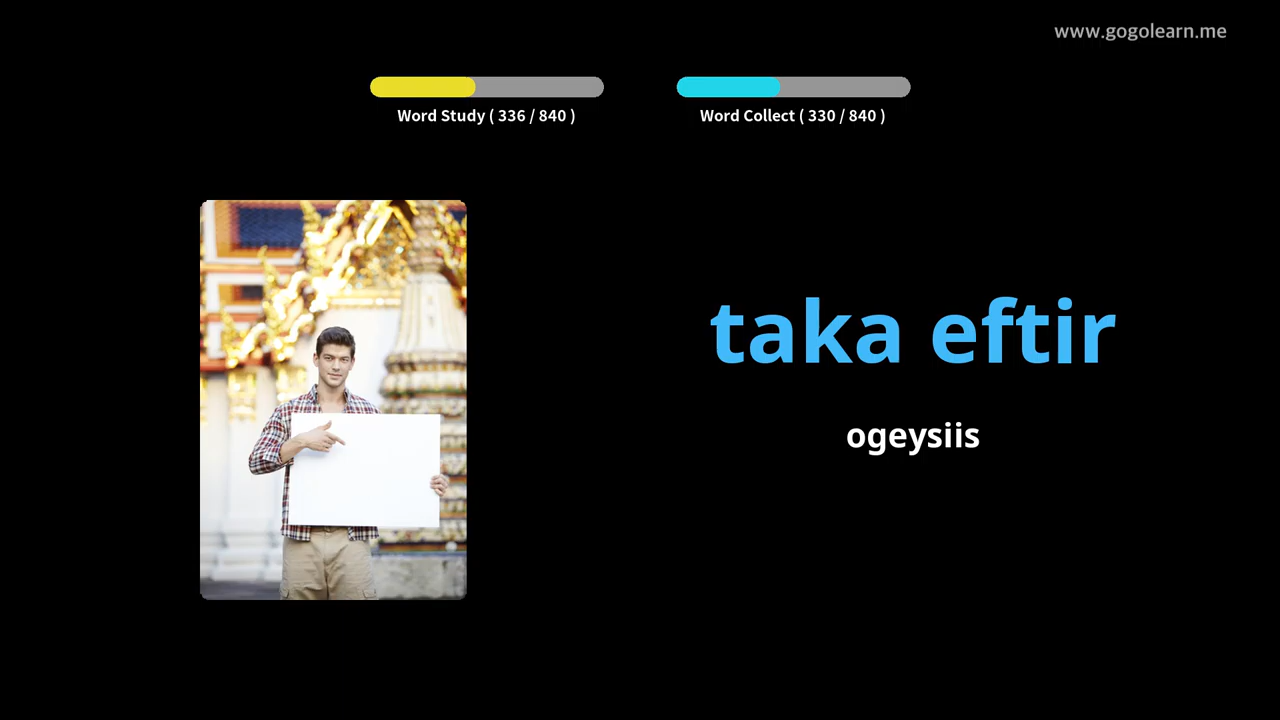 www.gogolearn.me
Word Study ( 336 / 840 )
Word Collect ( 330 / 840 )
taka eftir
ogeysiis